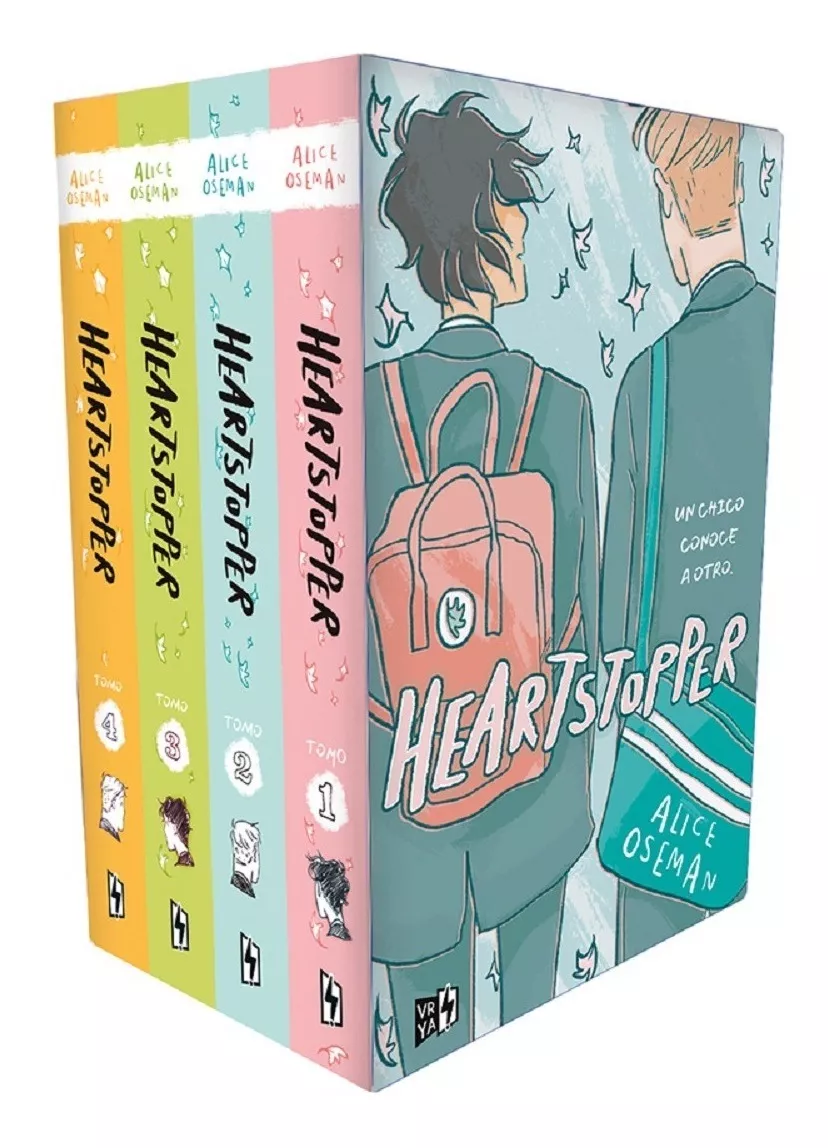 ALICE
OSEMAN
HEARTSTOPPER
TOMO
4
ALICE
OSEMAN
HEARTSTOPPER
TOMO
3
ALICE
OSEMAN
HEARTSTOPPER
TOMO
2
ALICE
OSEMAN
HEARTSTOPPER
TOMO
1
UN CHICO
CONOCE
A OTRO.
HEARTSTOPPER
ALICE
OSEMAN
VR
YA